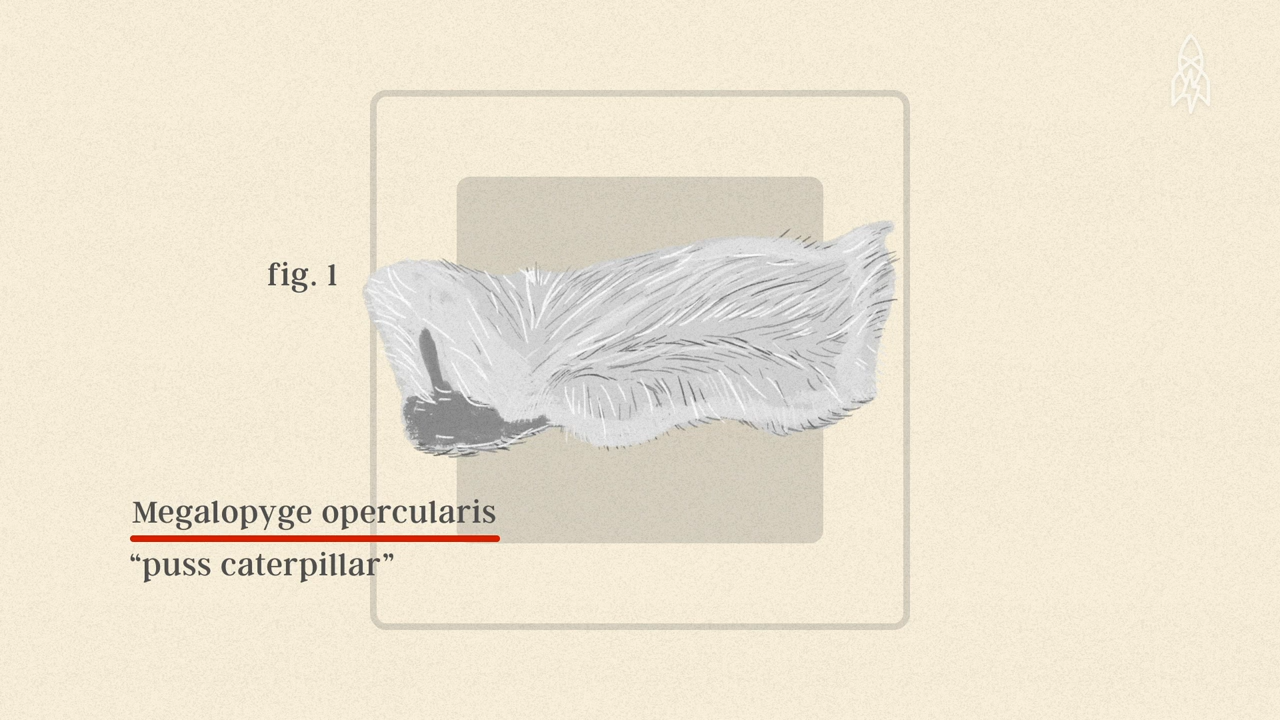 fig. 1
Megalopyge opercularis
“puss caterpillar”